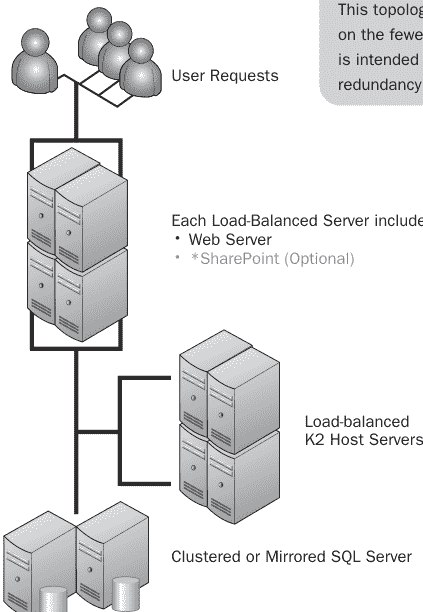 This topolog
on the fewe
is intended
redundancy
User Requests
Each Load-Balanced Server include
• Web Server
• *SharePoint (Optional)
Load-balanced
K2 Host Servers
Clustered or Mirrored SQL Server